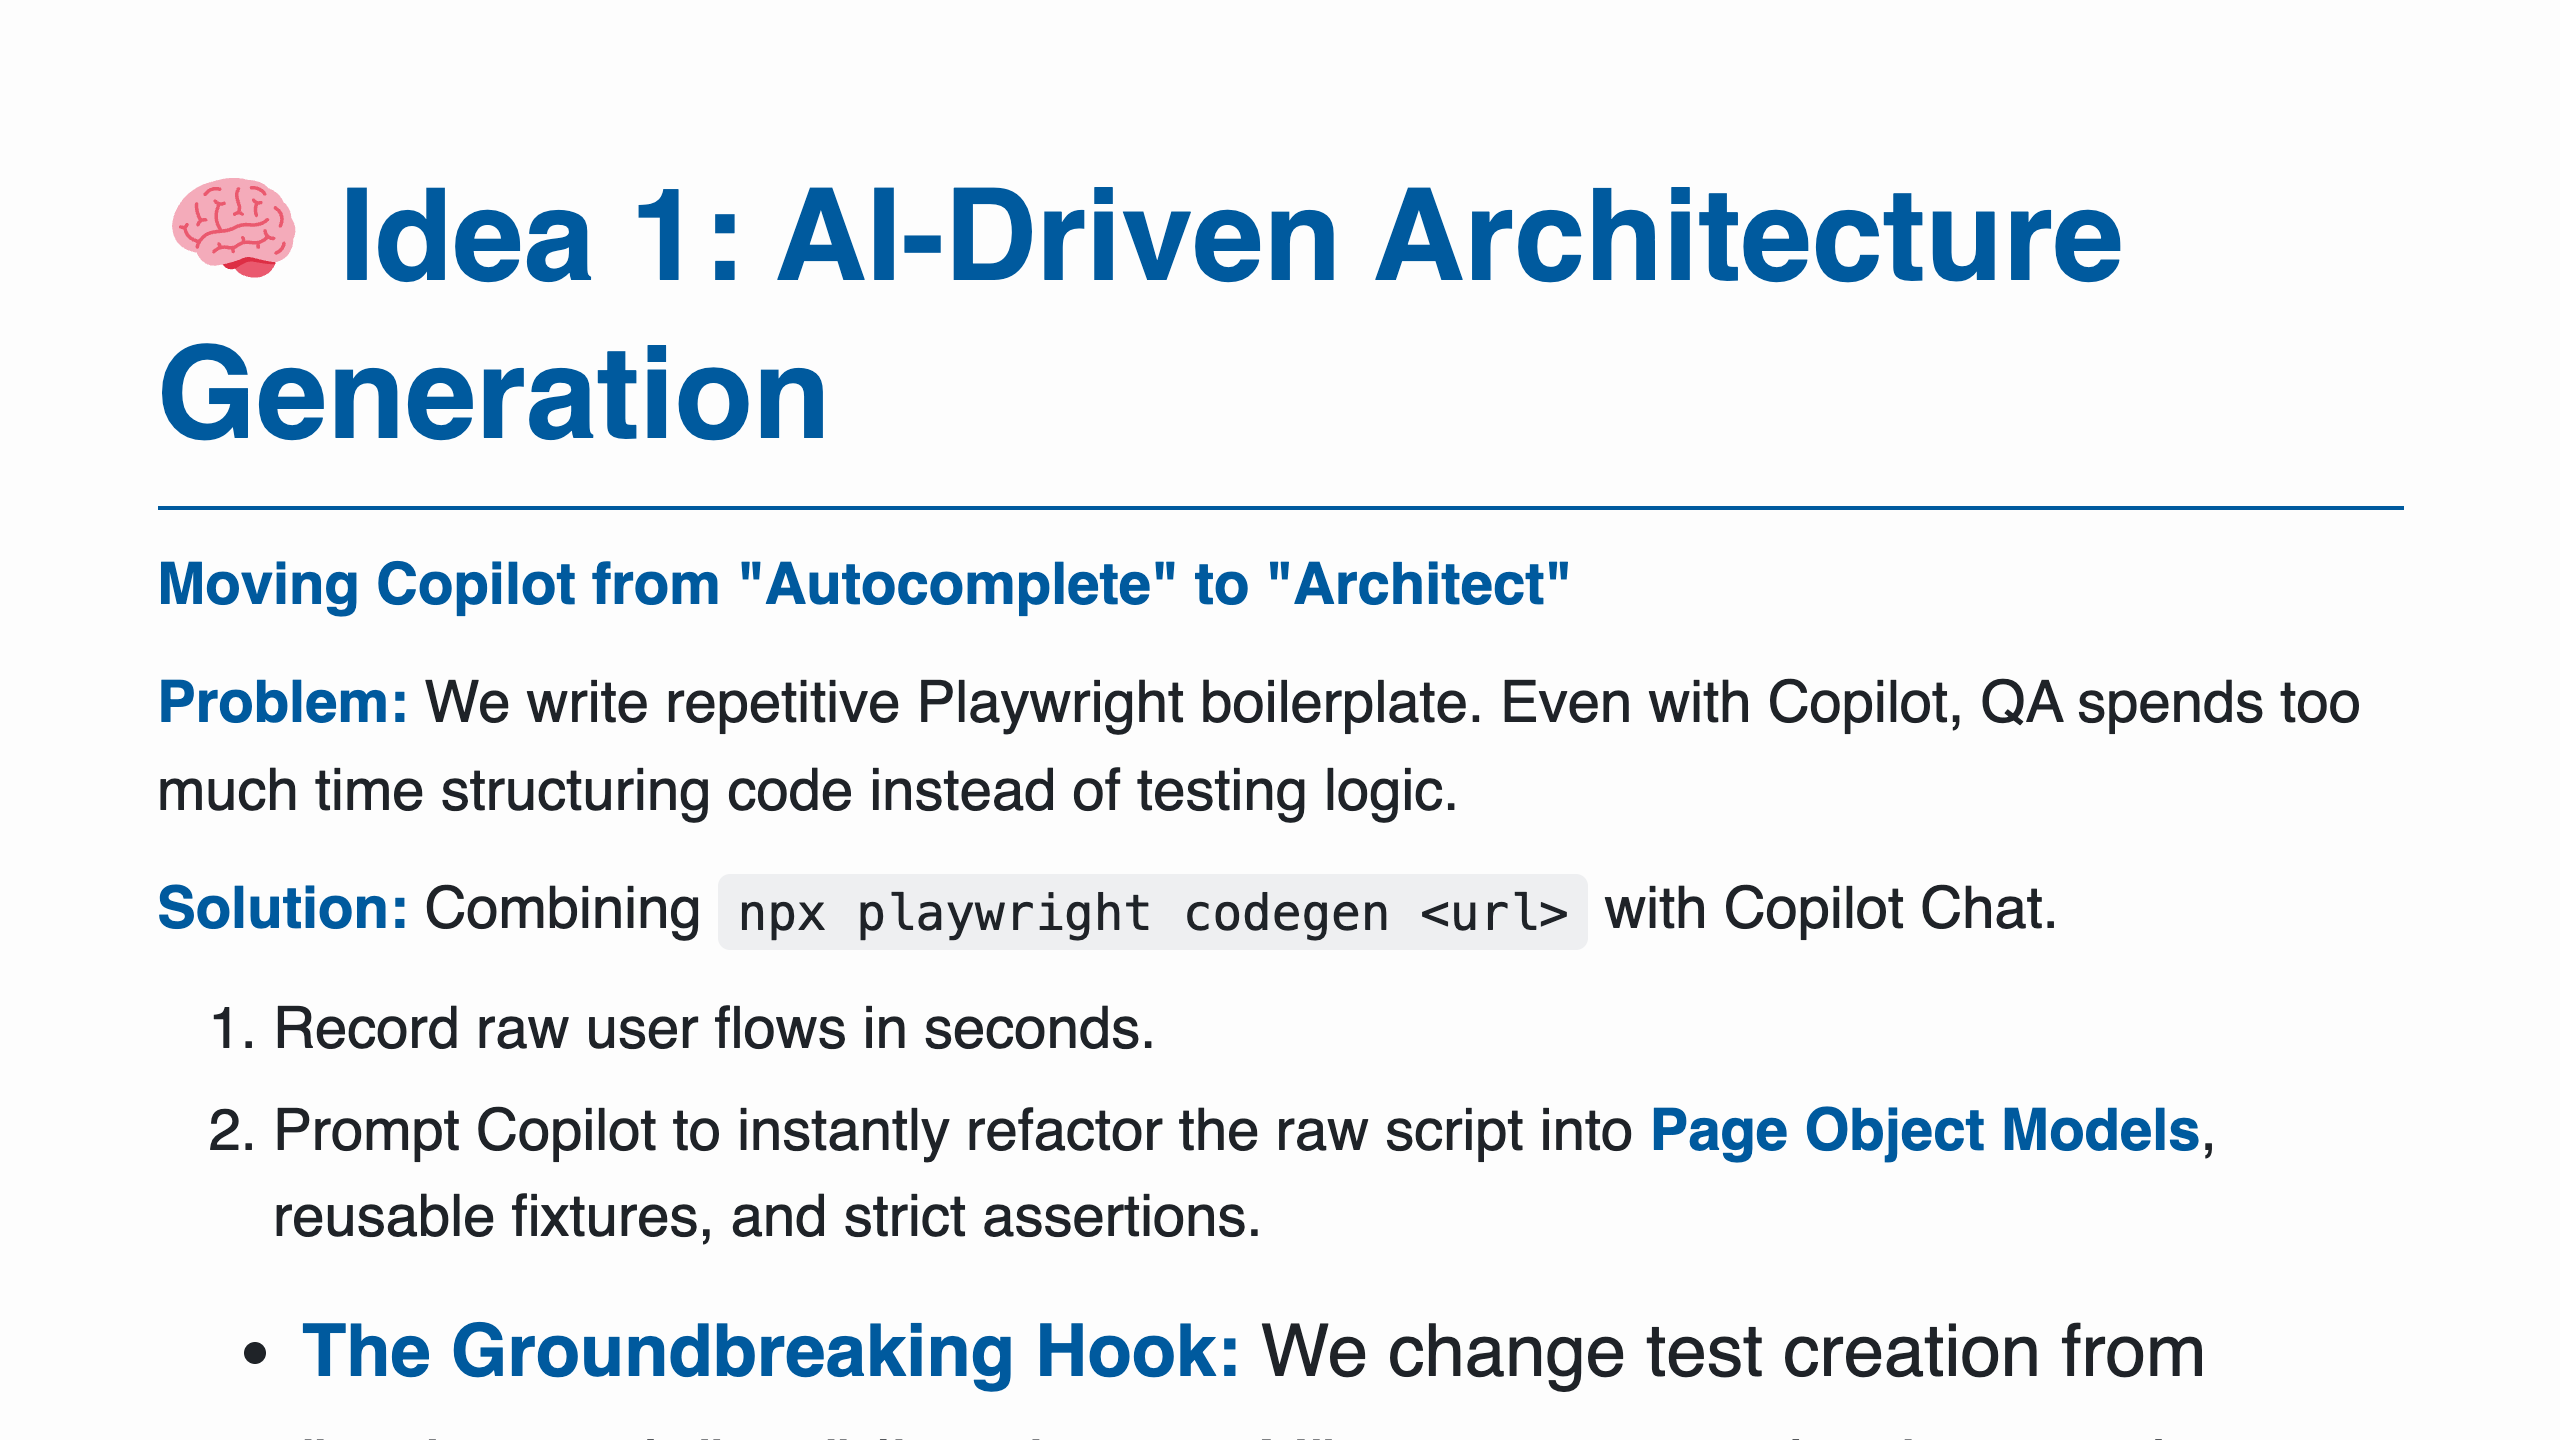 🧠 Idea 1: AI-Driven Architecture
Generation
Moving Copilot from "Autocomplete" to "Architect"
Problem: We write repetitive Playwright boilerplate. Even with Copilot, QA spends too
much time structuring code instead of testing logic.
Solution: Combining npx playwright codegen <url> with Copilot Chat.
1. Record raw user flows in seconds.
2. Prompt Copilot to instantly refactor the raw script into Page Object Models,
reusable fixtures, and strict assertions.
• The Groundbreaking Hook: We change test creation from